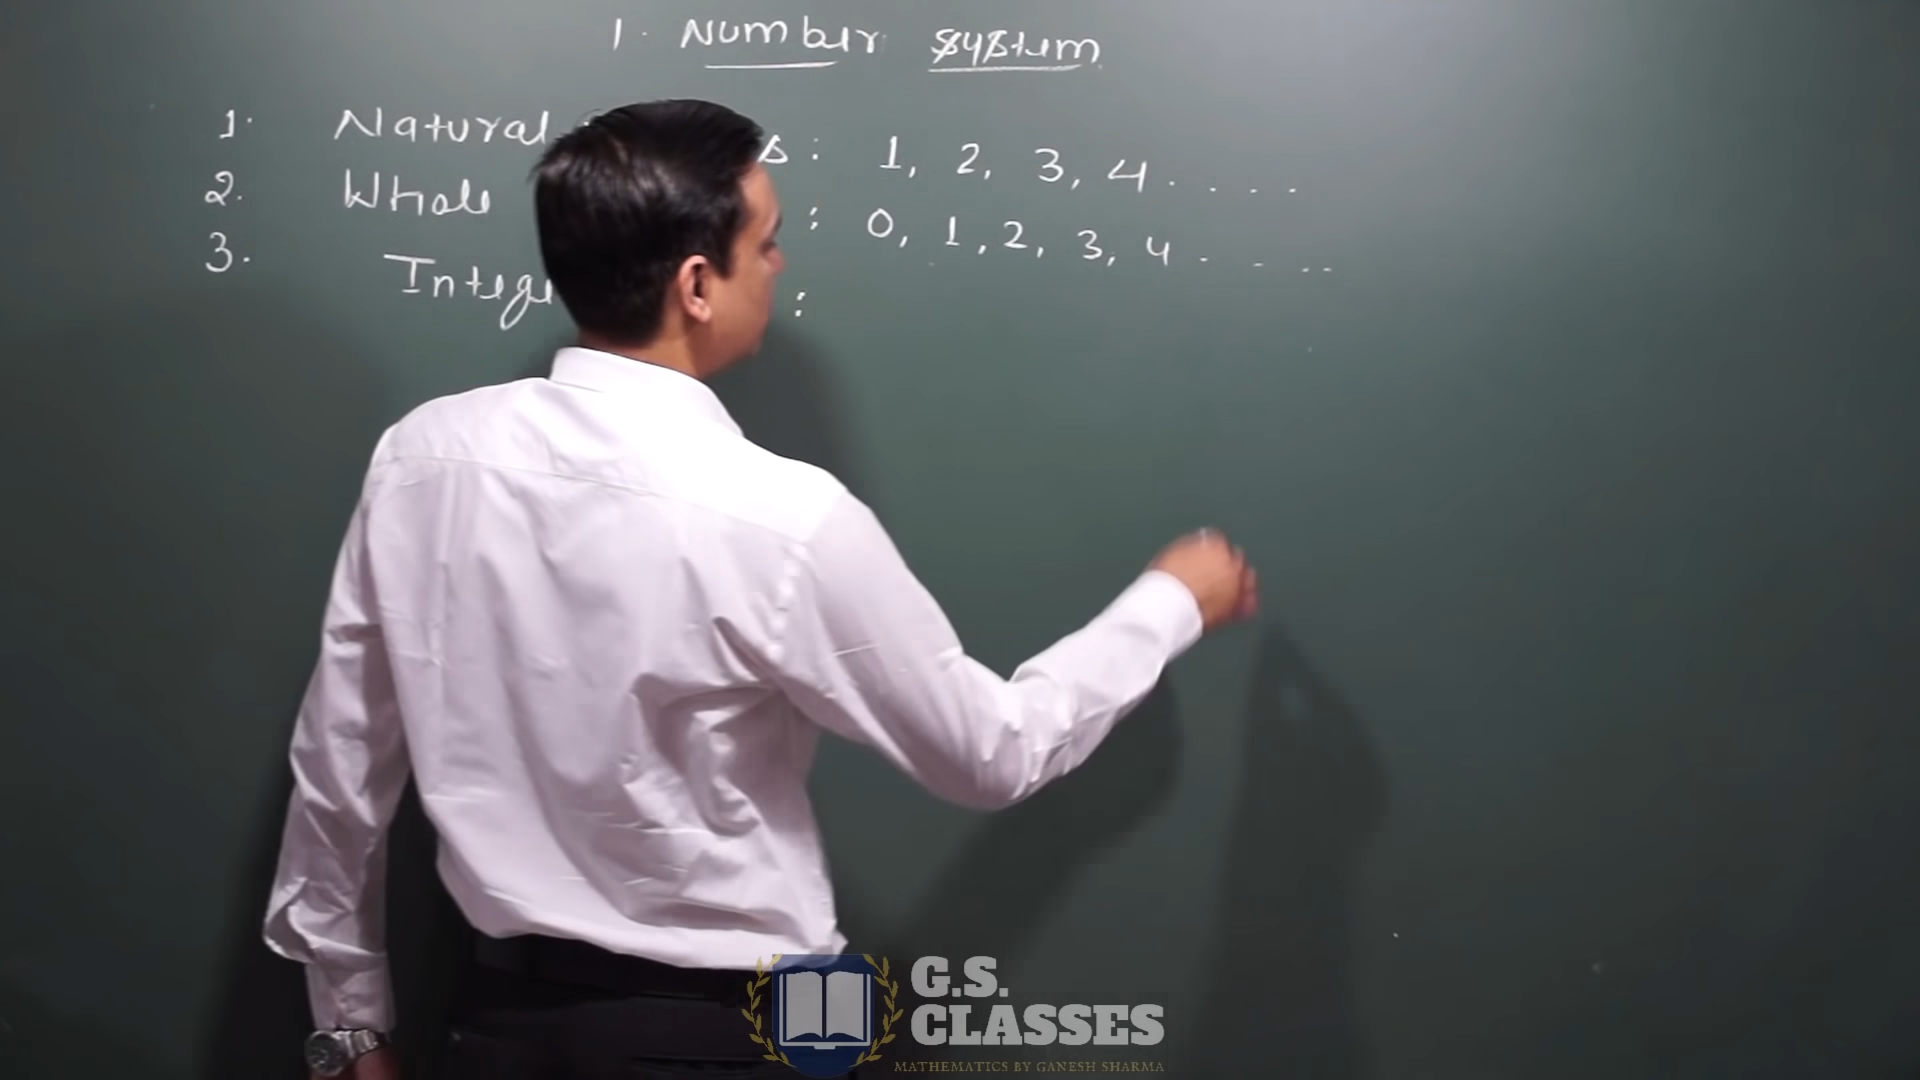 1. Number system
1. Natural s: 1, 2, 3, 4 . . . .
2. Whole : 0, 1, 2, 3, 4 . . . .
3. Intege :
G.S.
CLASSES
MATHEMATICS BY GANESH SHARMA